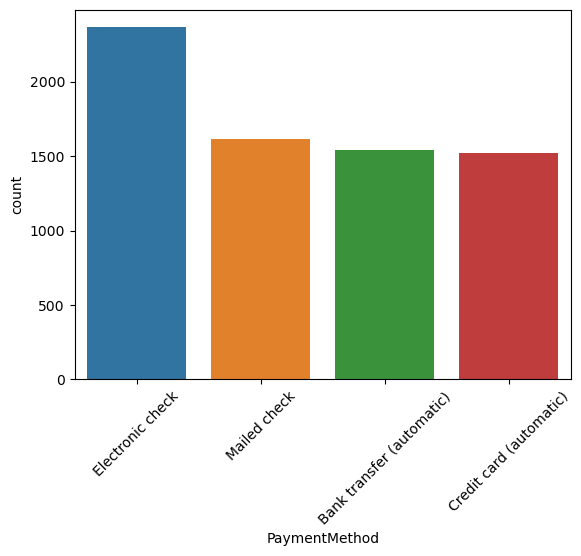 2000
1500
1000
500
0
count
Electronic check
Mailed check
Bank transfer (automatic)
Credit card (automatic)
PaymentMethod